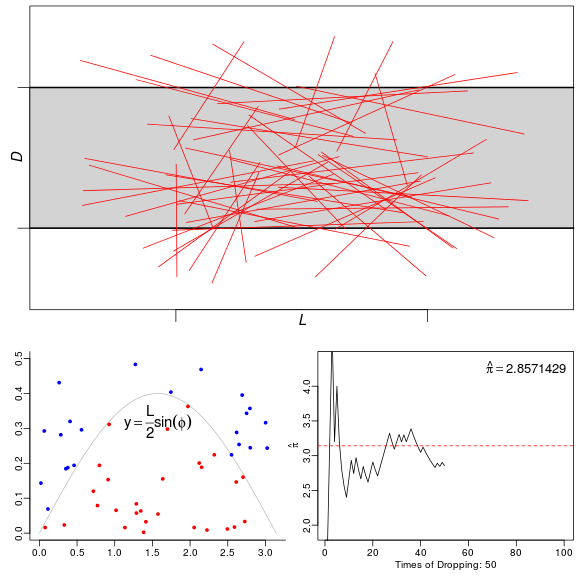 D
L
0.0 0.1 0.2 0.3 0.4 0.5
y = L/2 sin(ϕ)
0.0 0.5 1.0 1.5 2.0 2.5 3.0
π̂ = 2.8571429
π̂
2.0 2.5 3.0 3.5 4.0
0 20 40 60 80 100
Times of Dropping: 50